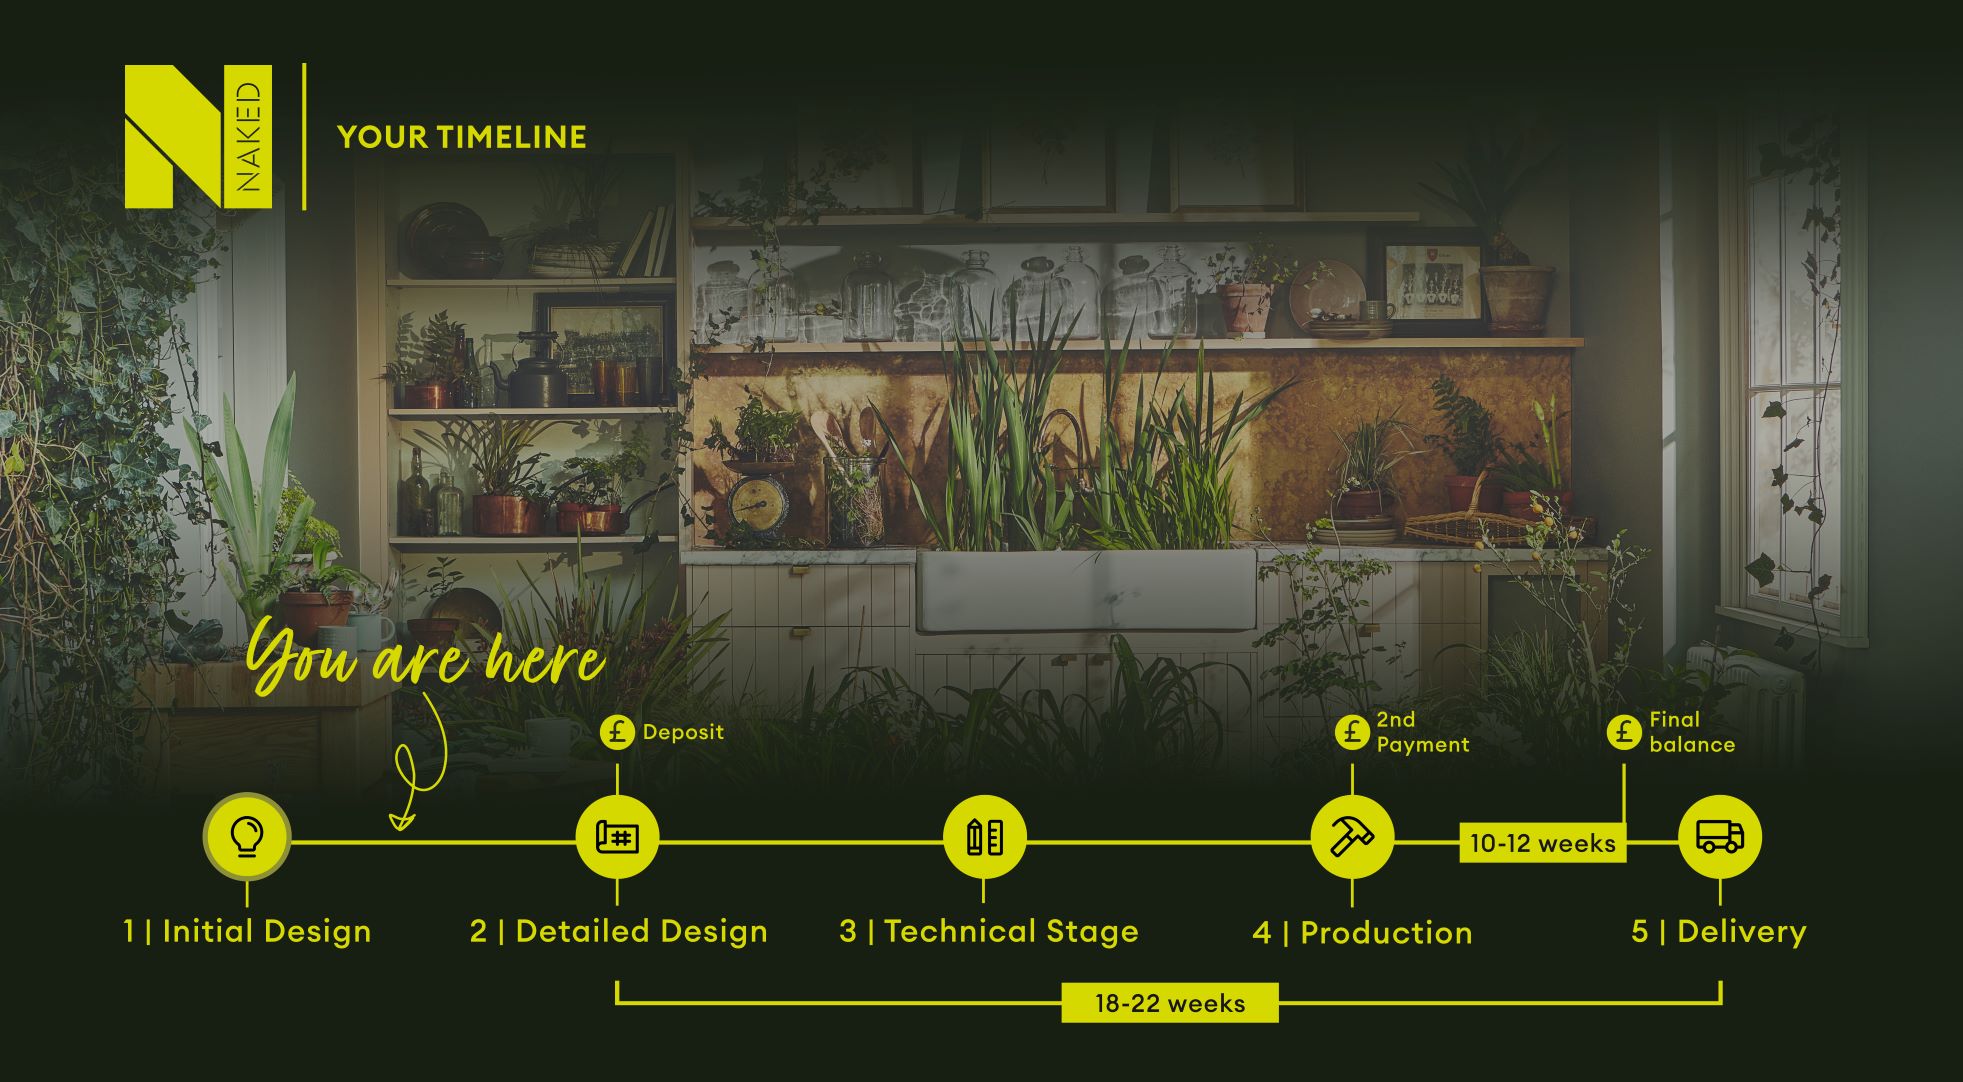 NAKED
YOUR TIMELINE
You are here
£ Deposit
£ 2nd
Payment
£ Final
balance
10-12 weeks
1 | Initial Design
2 | Detailed Design
3 | Technical Stage
4 | Production
5 | Delivery
18-22 weeks